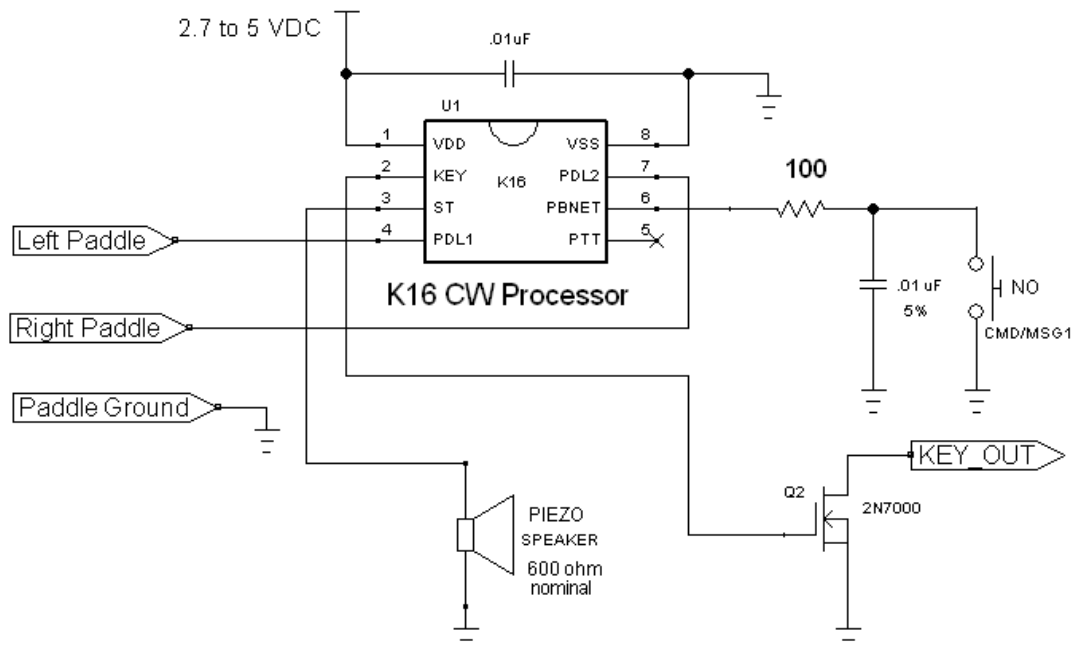 2.7 to 5 VDC
.01uF
U1
1
VDD
VSS
8
2
KEY
K16
PDL2
7
3
ST
PBNET
6
4
PDL1
PTT
5
100
Left Paddle
K16 CW Processor
.01 uF
5%
NO
CMD/MSG1
Right Paddle
Paddle Ground
KEY_OUT
Q2
2N7000
PIEZO
SPEAKER
600 ohm
nominal